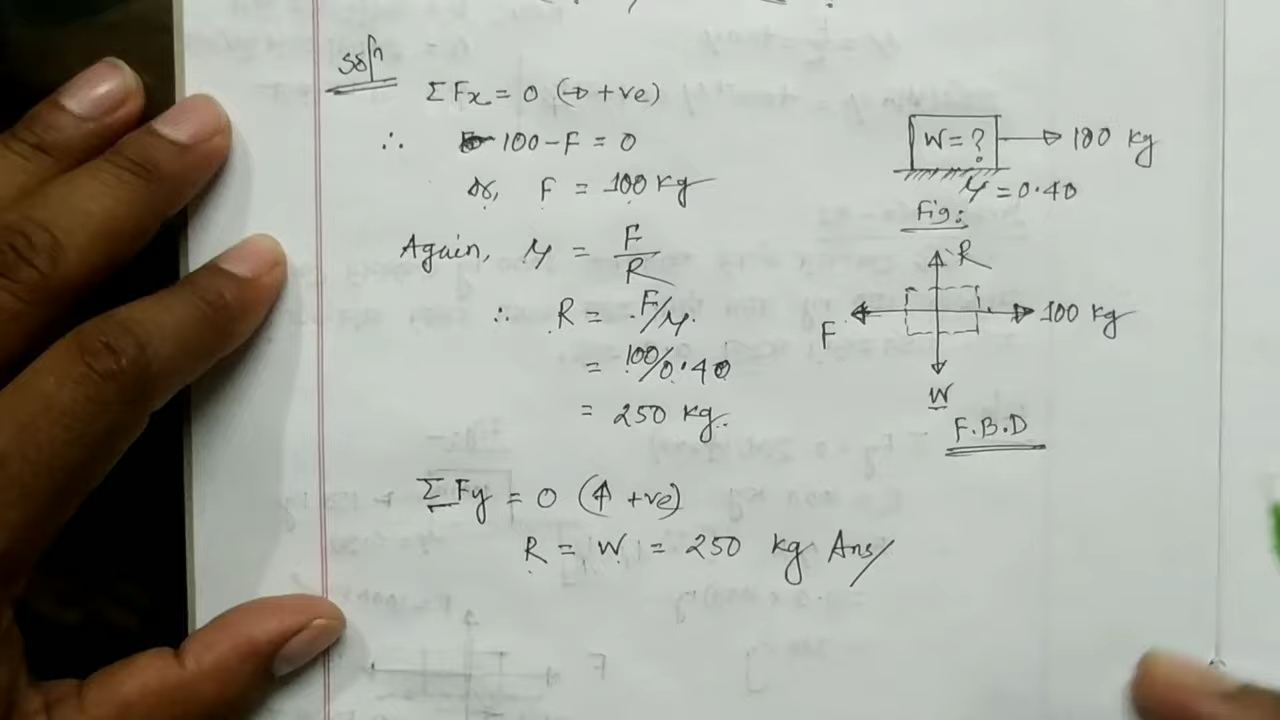 Soln
ΣFx = 0 (→ +ve)
∴ 100 - F = 0
or, F = 100 kg
Again, μ = F/R
∴ R = F/μ
= 100/0.40
= 250 kg.
ΣFy = 0 (↑ +ve)
R = W = 250 kg Ans/
W = ? 100 kg
μ = 0.40
Fig:
R
F 100 kg
W
F.B.D